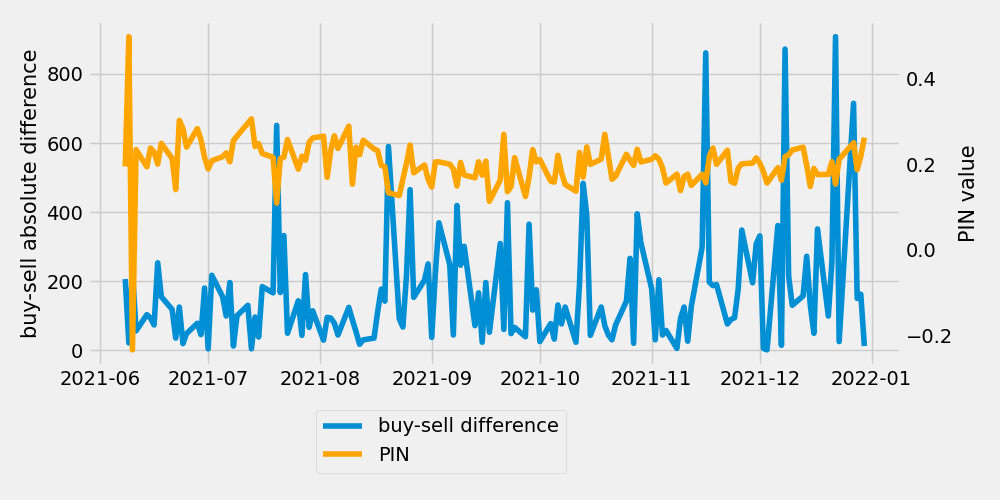 buy-sell absolute difference
800
600
400
200
0
0.4
0.2
0.0
−0.2
PIN value
2021-06 2021-07 2021-08 2021-09 2021-10 2021-11 2021-12 2022-01
buy-sell difference
PIN